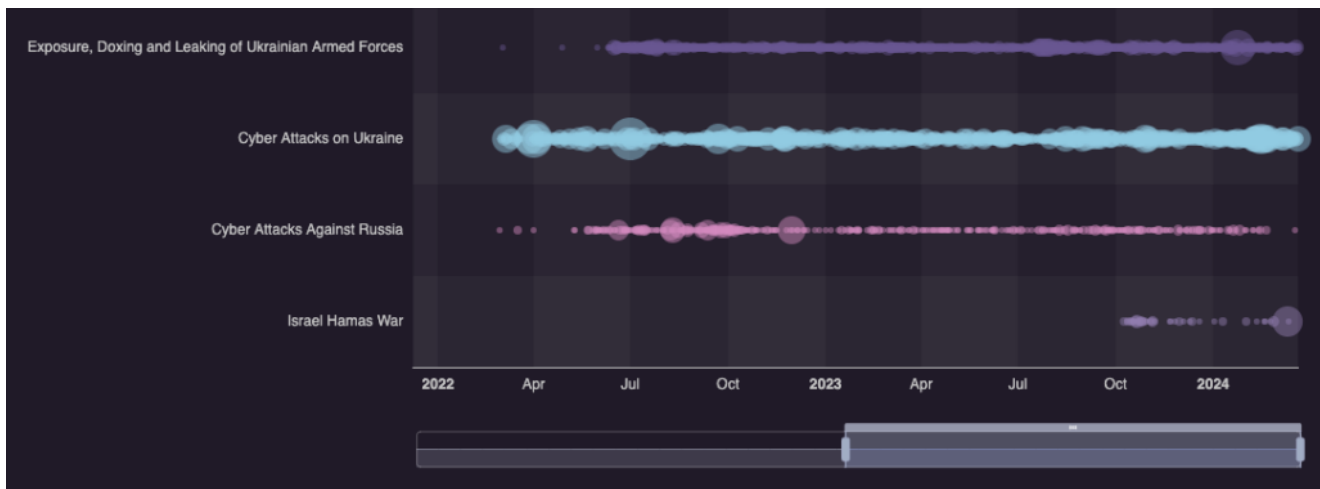 Exposure, Doxing and Leaking of Ukrainian Armed Forces
Cyber Attacks on Ukraine
Cyber Attacks Against Russia
Israel Hamas War
2022 Apr Jul Oct 2023 Apr Jul Oct 2024